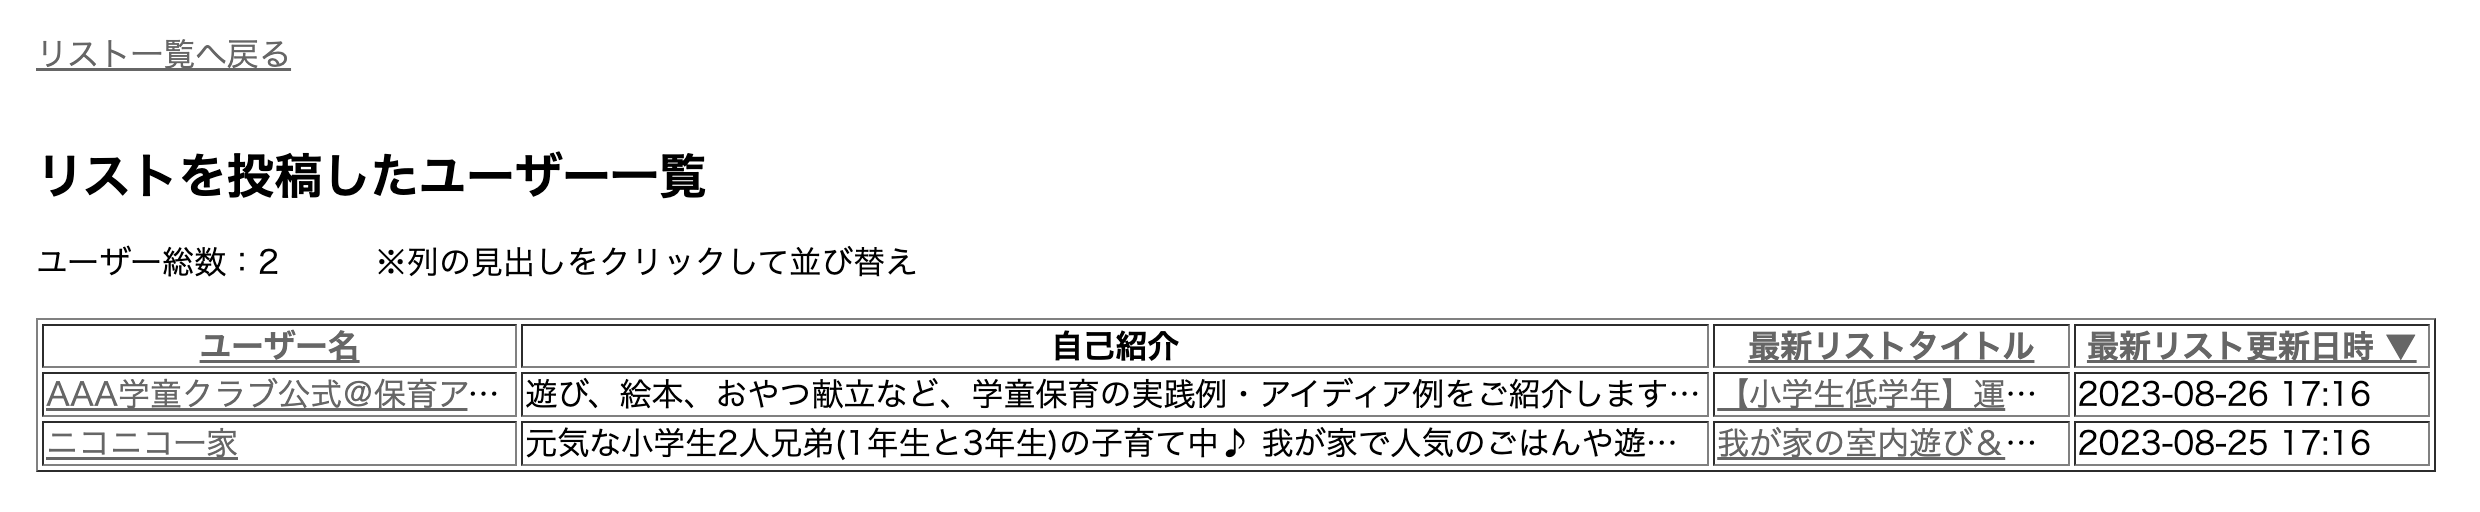 リスト一覧へ戻る
リストを投稿したユーザー一覧
ユーザー総数：2 ※列の見出しをクリックして並び替え
ユーザー名 自己紹介 最新リストタイトル 最新リスト更新日時 ▼
AAA学童クラブ公式@保育ア… 遊び、絵本、おやつ献立など、学童保育の実践例・アイディア例をご紹介します… 【小学生低学年】運… 2023-08-26 17:16
ニコニコ一家 元気な小学生2人兄弟(1年生と3年生)の子育て中♪ 我が家で人気のごはんや遊… 我が家の室内遊び＆… 2023-08-25 17:16